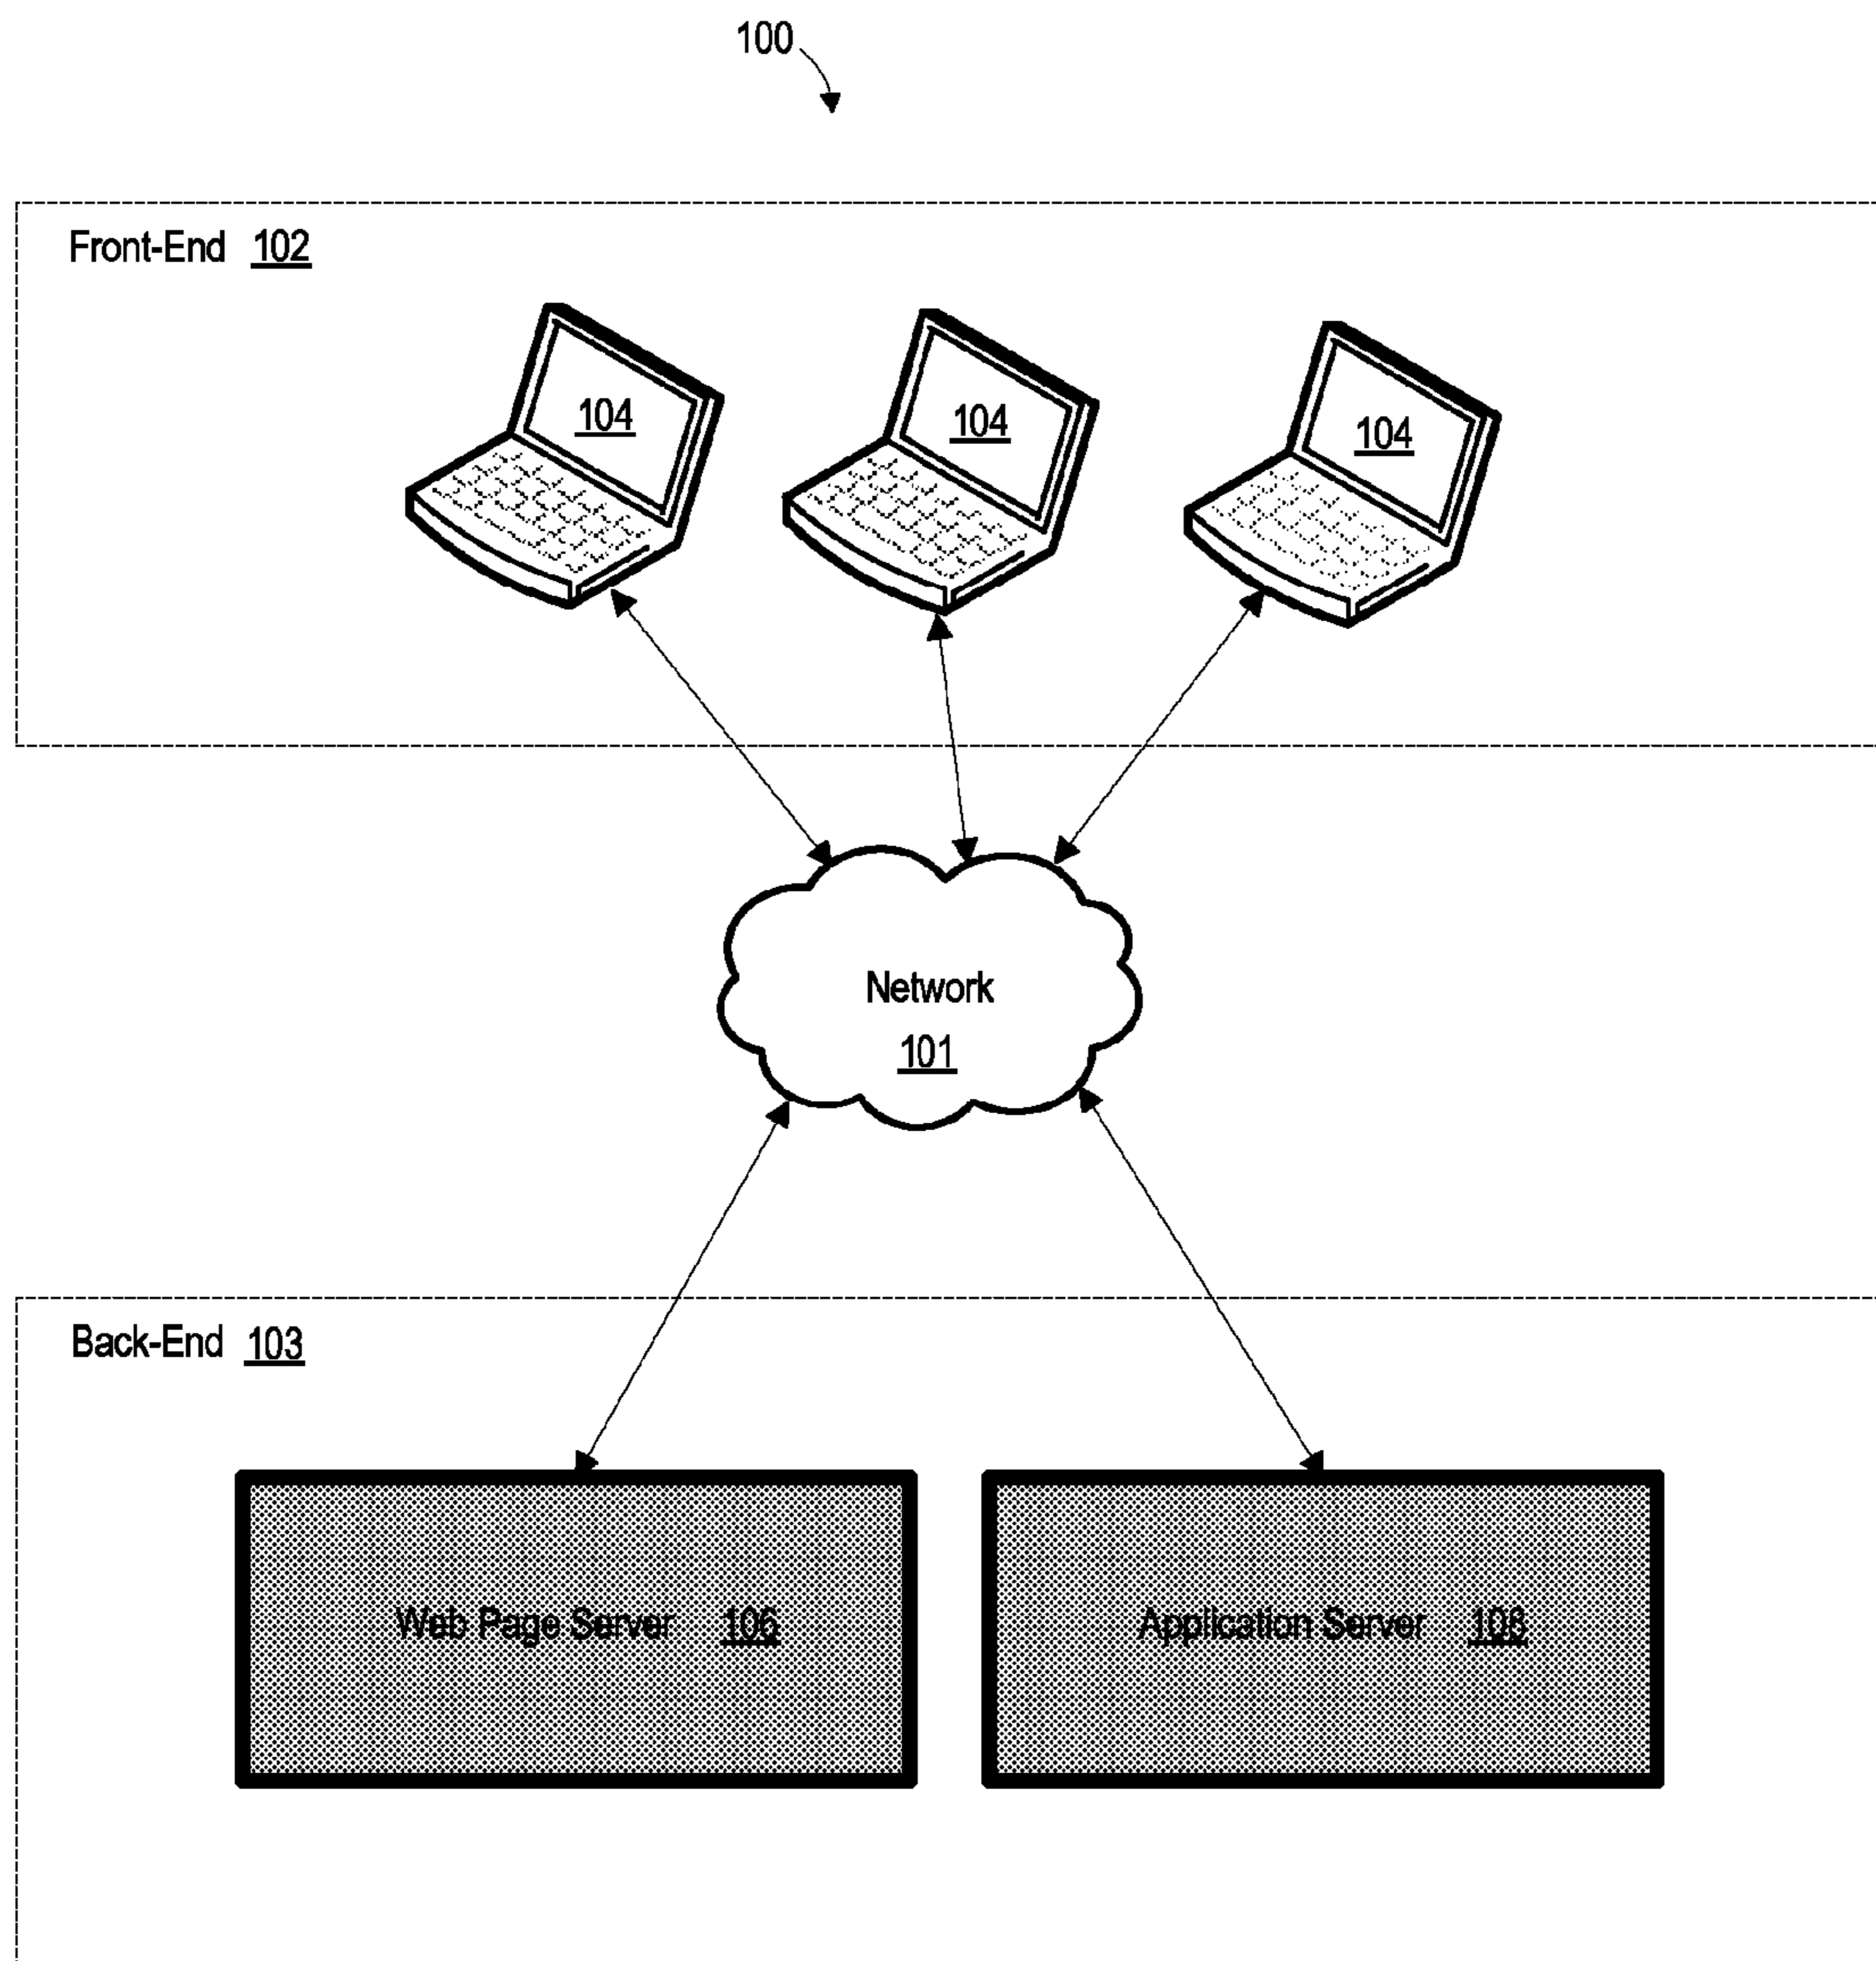 100
Front-End 102
104
104
104
Network
101
Back-End 103
Web Page Server 106
Application Server 108